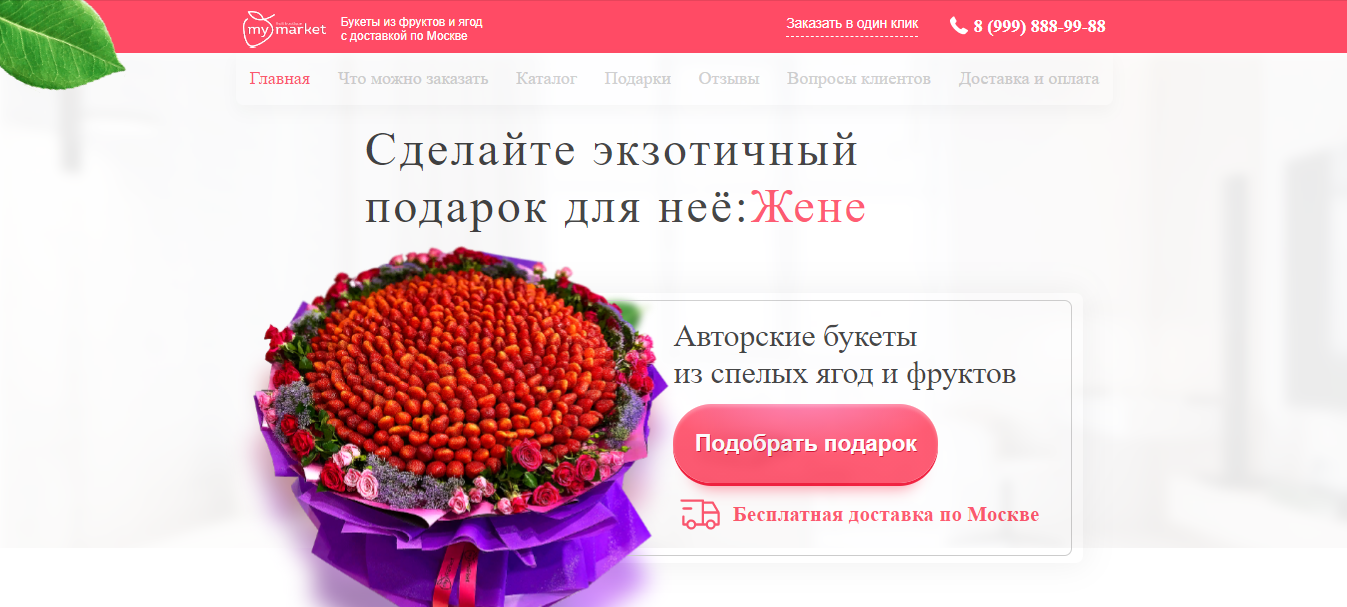 my market
Букеты из фруктов и ягод
с доставкой по Москве
Заказать в один клик
8 (999) 888-99-88
Главная Что можно заказать Каталог Подарки Отзывы Вопросы клиентов Доставка и оплата
Сделайте экзотичный
подарок для неё:Жене
Авторские букеты
из спелых ягод и фруктов
Подобрать подарок
Бесплатная доставка по Москве